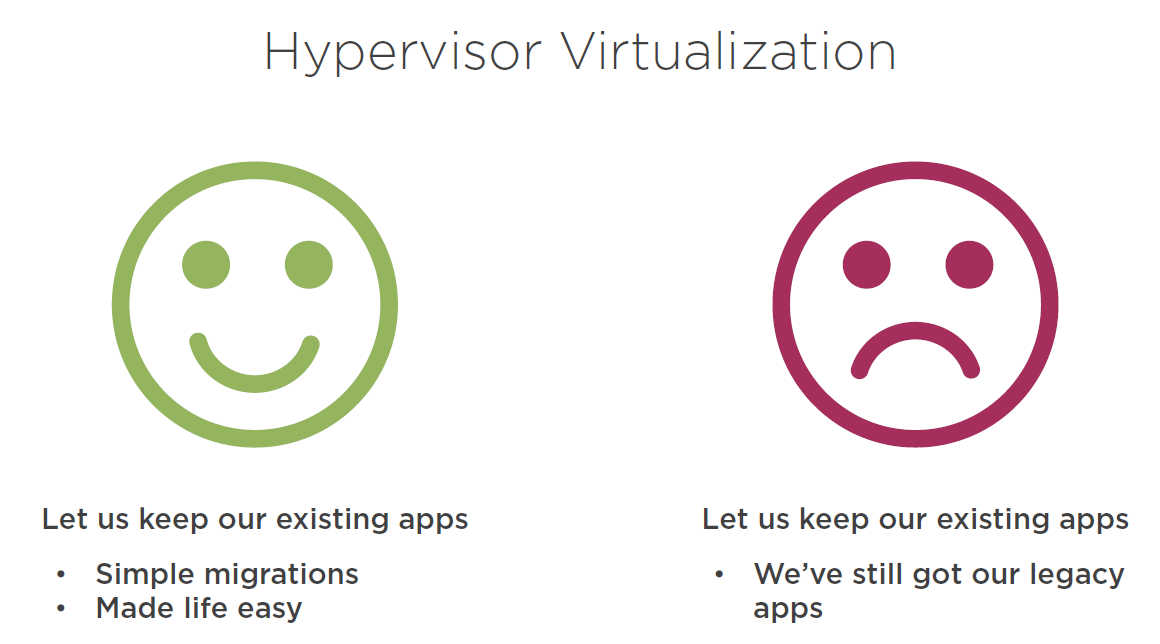 Hypervisor Virtualization
Let us keep our existing apps
• Simple migrations
• Made life easy
Let us keep our existing apps
• We’ve still got our legacy
apps